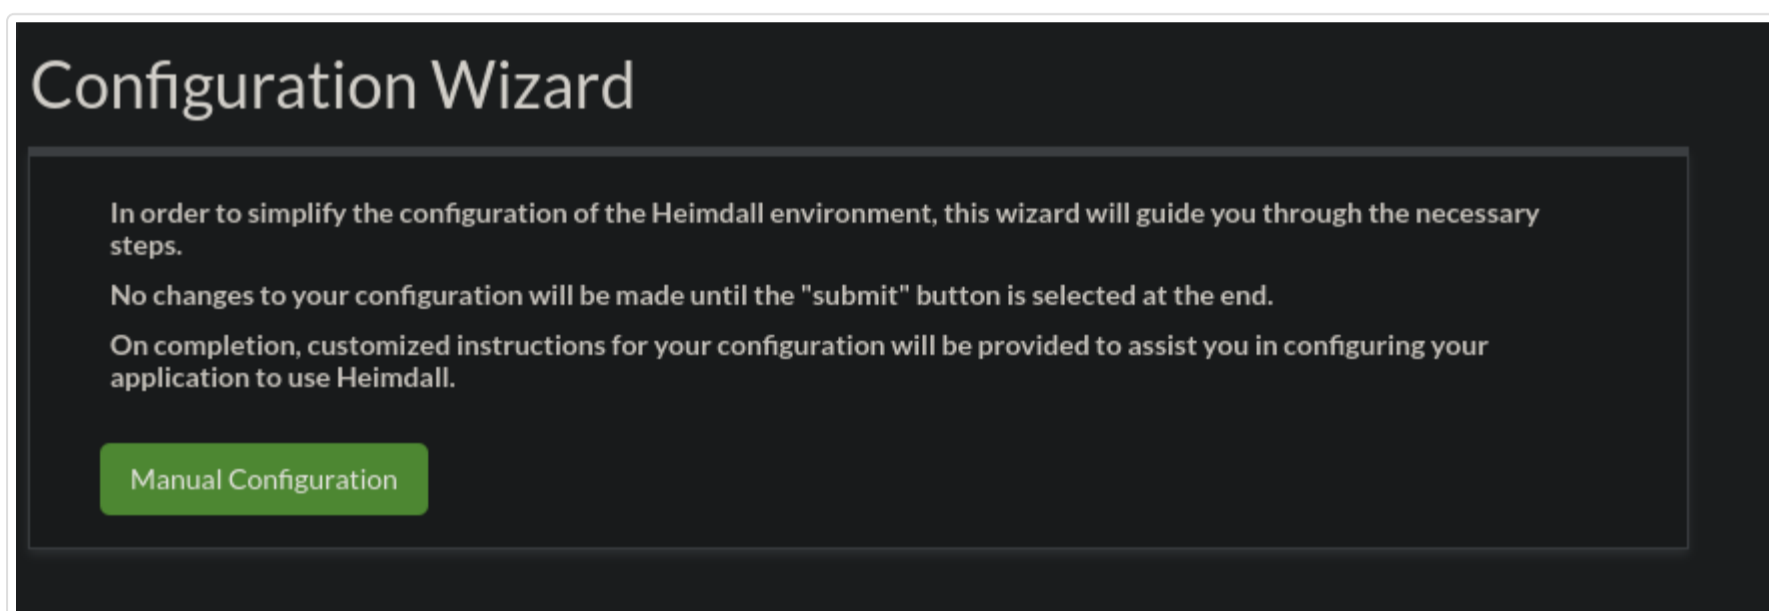 Configuration Wizard
In order to simplify the configuration of the Heimdall environment, this wizard will guide you through the necessary
steps.
No changes to your configuration will be made until the "submit" button is selected at the end.
On completion, customized instructions for your configuration will be provided to assist you in configuring your
application to use Heimdall.
Manual Configuration